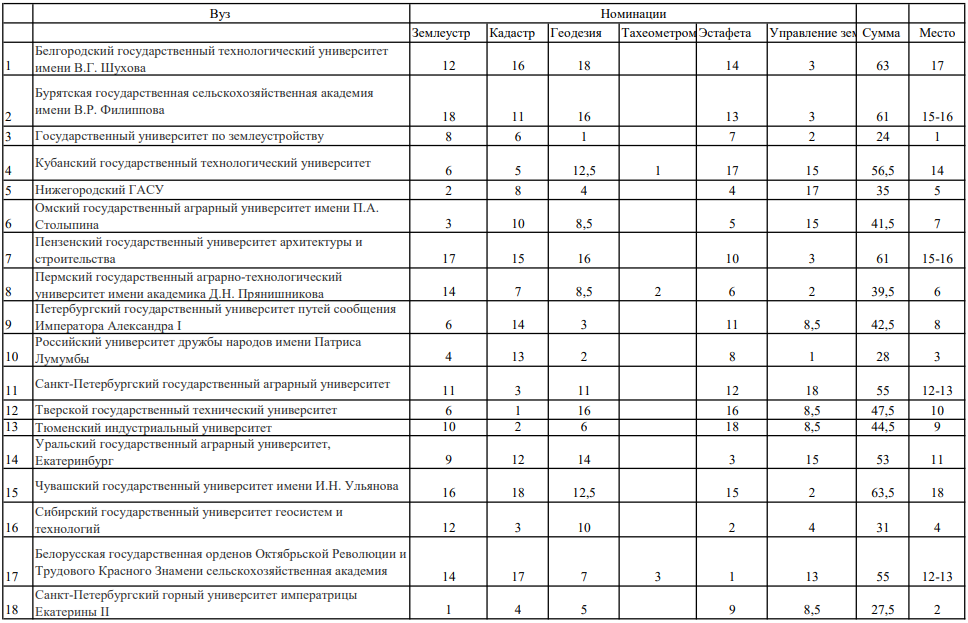 Вуз Номинации
Землеустр Кадастр Геодезия Тахеометром Эстафета Управление зем Сумма Место
1 Белгородский государственный технологический университет
имени В.Г. Шухова 12 16 18 14 3 63 17
Бурятская государственная сельскохозяйственная академия
имени В.Р. Филиппова
2 18 11 16 13 3 61 15-16
3 Государственный университет по землеустройству 8 6 1 7 2 24 1
4 Кубанский государственный технологический университет 6 5 12,5 1 17 15 56,5 14
5 Нижегородский ГАСУ 2 8 4 4 17 35 5
Омский государственный аграрный университет имени П.А.
6 Столыпина 3 10 8,5 5 15 41,5 7
Пензенский государственный университет архитектуры и
7 строительства 17 15 16 10 3 61 15-16
Пермский государственный аграрно-технологический
8 университет имени академика Д.Н. Прянишникова 14 7 8,5 2 6 2 39,5 6
Петербургский государственный университет путей сообщения
9 Императора Александра I 6 14 3 11 8,5 42,5 8
Российский университет дружбы народов имени Патриса
10 Лумумбы 4 13 2 8 1 28 3
11 Санкт-Петербургский государственный аграрный университет 11 3 11 12 18 55 12-13
12 Тверской государственный технический университет 6 1 16 16 8,5 47,5 10
13 Тюменский индустриальный университет 10 2 6 18 8,5 44,5 9
Уральский государственный аграрный университет,
14 Екатеринбург 9 12 14 3 15 53 11
15 Чувашский государственный университет имени И.Н. Ульянова 16 18 12,5 15 2 63,5 18
Сибирский государственный университет геосистем и
16 технологий 12 3 10 2 4 31 4
Белорусская государственная орденов Октябрьской Революции и
Трудового Красного Знамени сельскохозяйственная академия
17 14 17 7 3 1 13 55 12-13
Санкт-Петербургский горный университет императрицы
18 Екатерины II 1 4 5 9 8,5 27,5 2